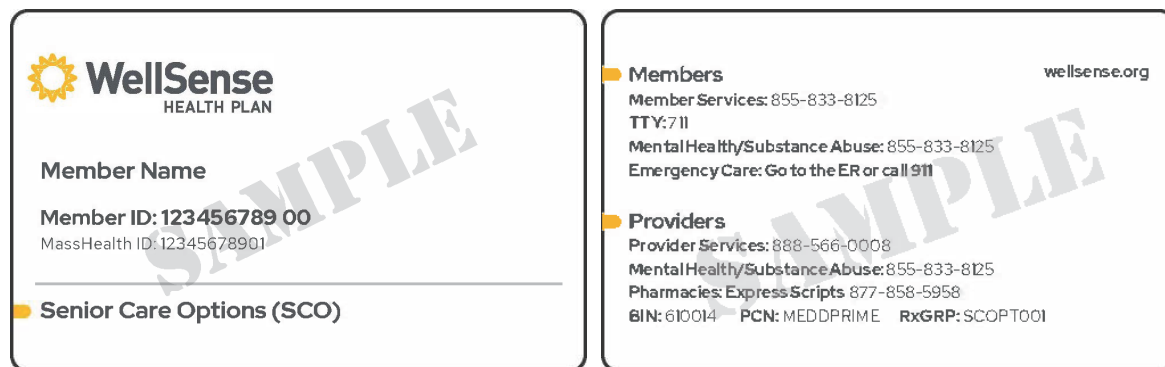 WellSense
HEALTH PLAN
Member Name
Member ID: 123456789 00
MassHealth ID: 12345678901
Senior Care Options (SCO)
SAMPLE
Members
wellsense.org
Member Services: 855-833-8125
TTY: 711
Mental Health/Substance Abuse: 855-833-8125
Emergency Care: Go to the ER or call 911
Providers
Provider Services: 888-566-0008
Mental Health/Substance Abuse: 855-833-8125
Pharmacies: Express Scripts 877-858-5958
BIN: 610014 PCN: MEDDPRIME RxGRP: SCOPT001
SAMPLE